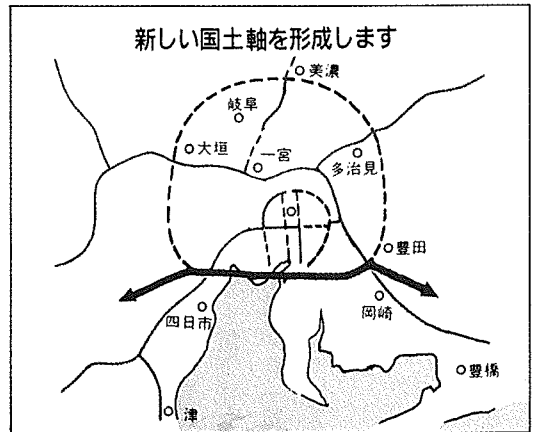 新しい国土軸を形成します
美濃
岐阜
大垣
一宮
多治見
豊田
四日市
岡崎
豊橋
津